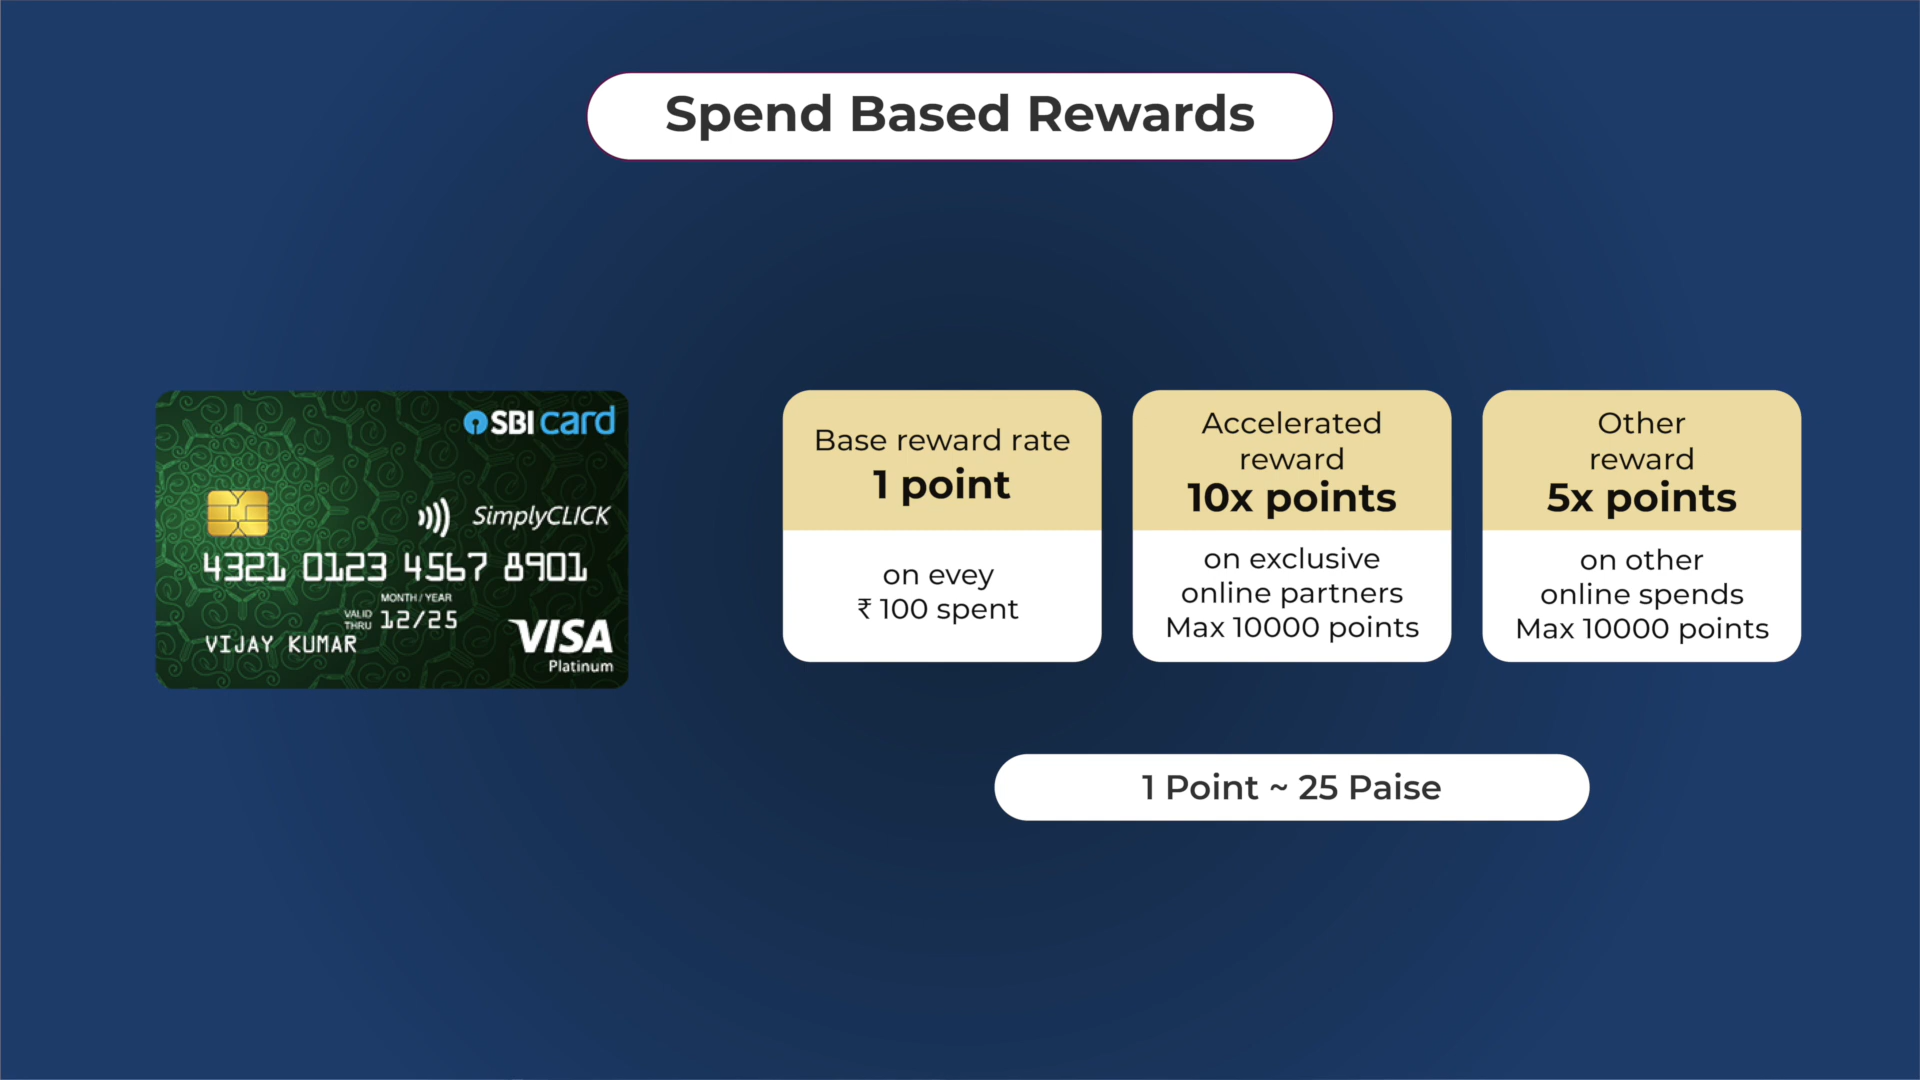 Spend Based Rewards
SBI card
SimplyCLICK
4321 0123 4567 8901
MONTH / YEAR
VALID THRU 12/25
VIJAY KUMAR
VISA
Platinum
Base reward rate
1 point
on evey
₹ 100 spent
Accelerated
reward
10x points
on exclusive
online partners
Max 10000 points
Other
reward
5x points
on other
online spends
Max 10000 points
1 Point ~ 25 Paise